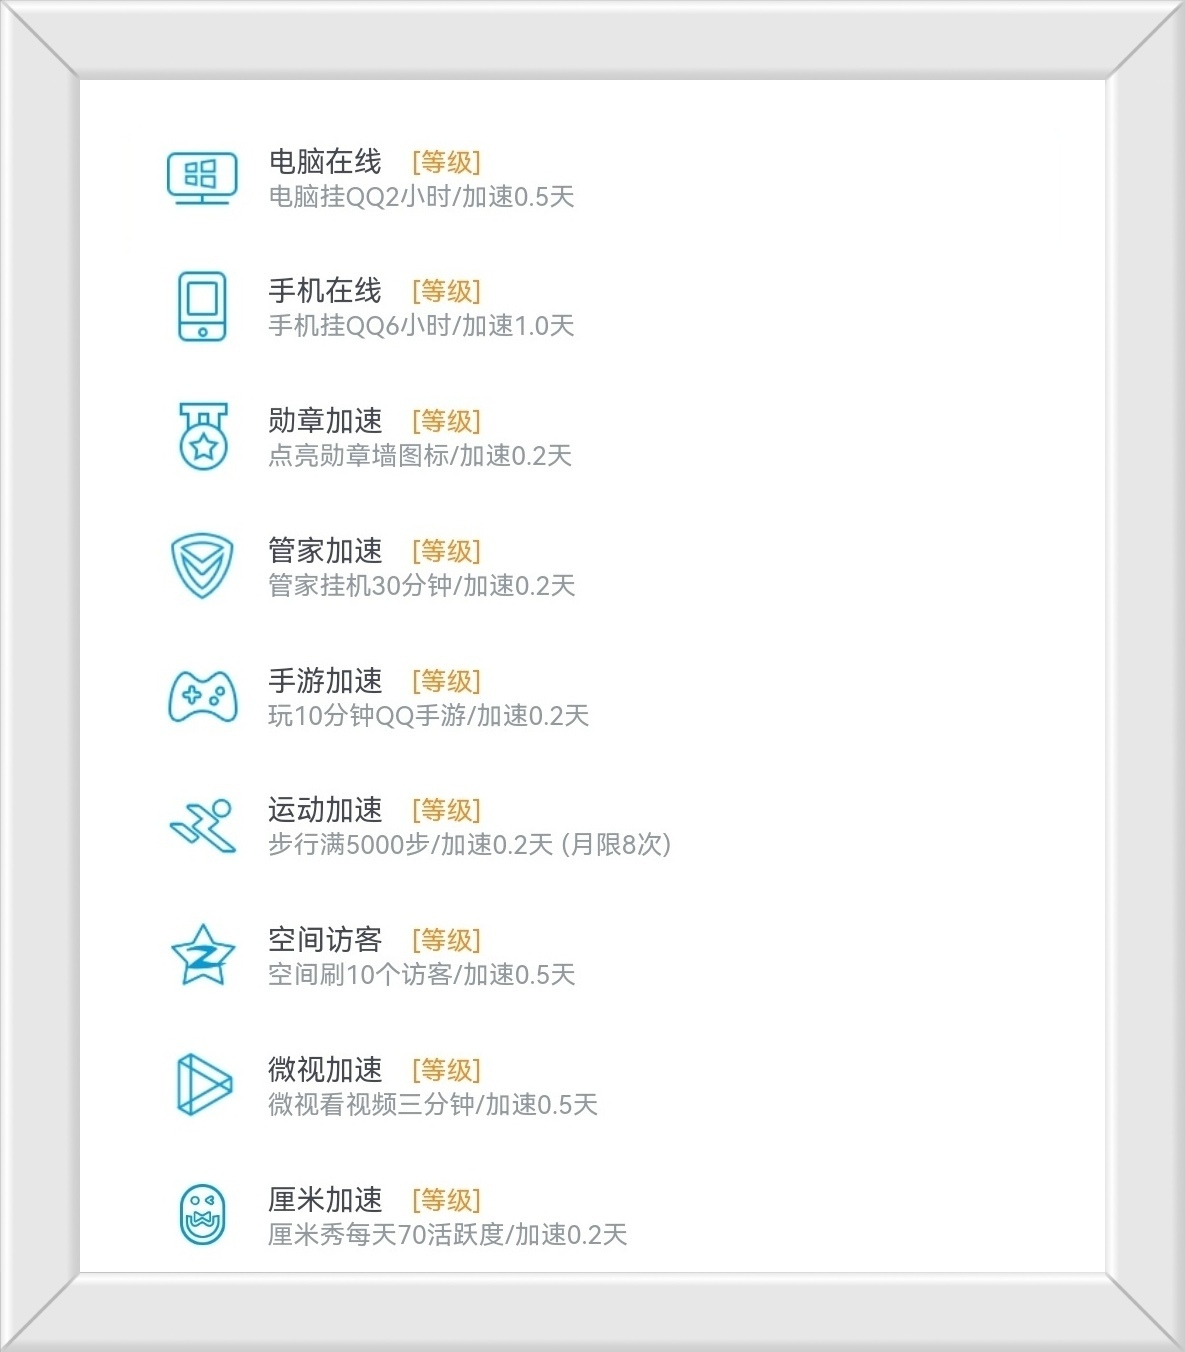 电脑在线 [等级]
电脑挂QQ2小时/加速0.5天
手机在线 [等级]
手机挂QQ6小时/加速1.0天
勋章加速 [等级]
点亮勋章墙图标/加速0.2天
管家加速 [等级]
管家挂机30分钟/加速0.2天
手游加速 [等级]
玩10分钟QQ手游/加速0.2天
运动加速 [等级]
步行满5000步/加速0.2天 (月限8次)
空间访客 [等级]
空间刷10个访客/加速0.5天
微视加速 [等级]
微视看视频三分钟/加速0.5天
厘米加速 [等级]
厘米秀每天70活跃度/加速0.2天